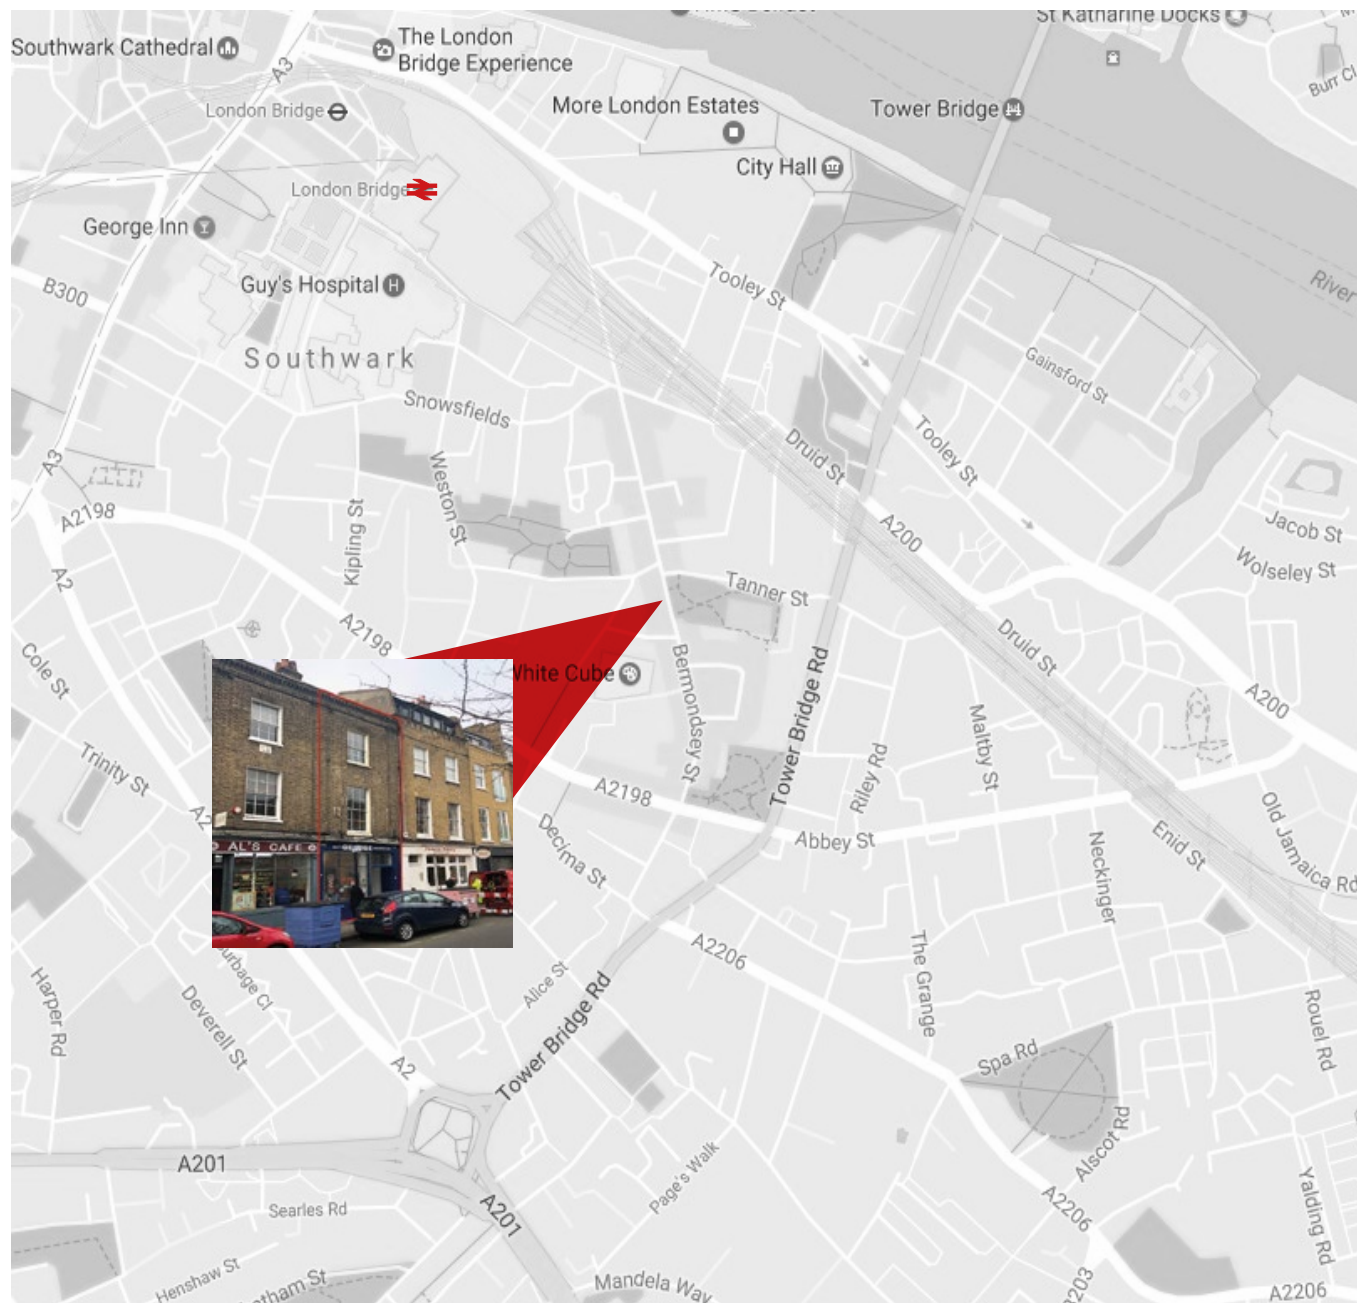 St Katharine Docks
Southwark Cathedral
The London
Bridge Experience
A3
Burr Cl
London Bridge
More London Estates
Tower Bridge
City Hall
London Bridge
George Inn
Guy's Hospital
B300
Tooley St
River
Southwark
Gainsford St
Snowsfields
Druid St
Tooley St
A3
Weston St
A2198
Kipling St
A200
Jacob St
Wolseley St
A2
Tanner St
A2198
Druid St
Cole St
White Cube
Bermondsey St
Tower Bridge Rd
A200
Maltby St
Trinity St
Riley Rd
A2198
AL'S CAFE
Decima St
Abbey St
Neckinger
Enid St
Old Jamaica Rd
A2206
The Grange
Harper Rd
Deverell St
Alice St
Rouel Rd
Tower Bridge Rd
A2
Spa Rd
Alscot Rd
A201
Page's Walk
Yalding Rd
Searles Rd
A201
A2206
Henshaw St
Mandela Way
A2206